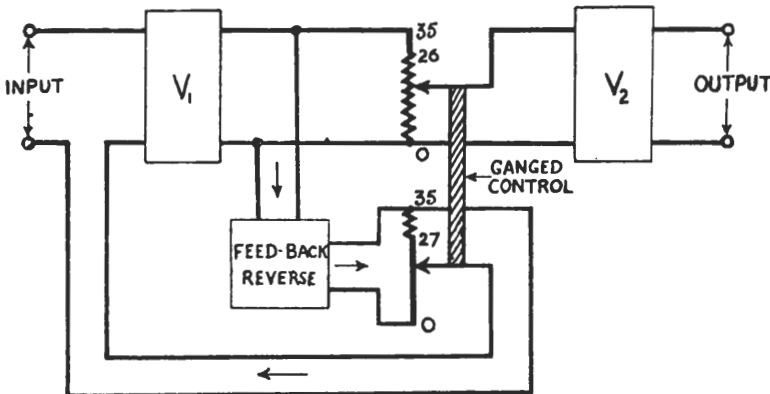 INPUT
V1
35
26
O
V2
OUTPUT
GANGED
CONTROL
FEED-BACK
REVERSE
35
27
O